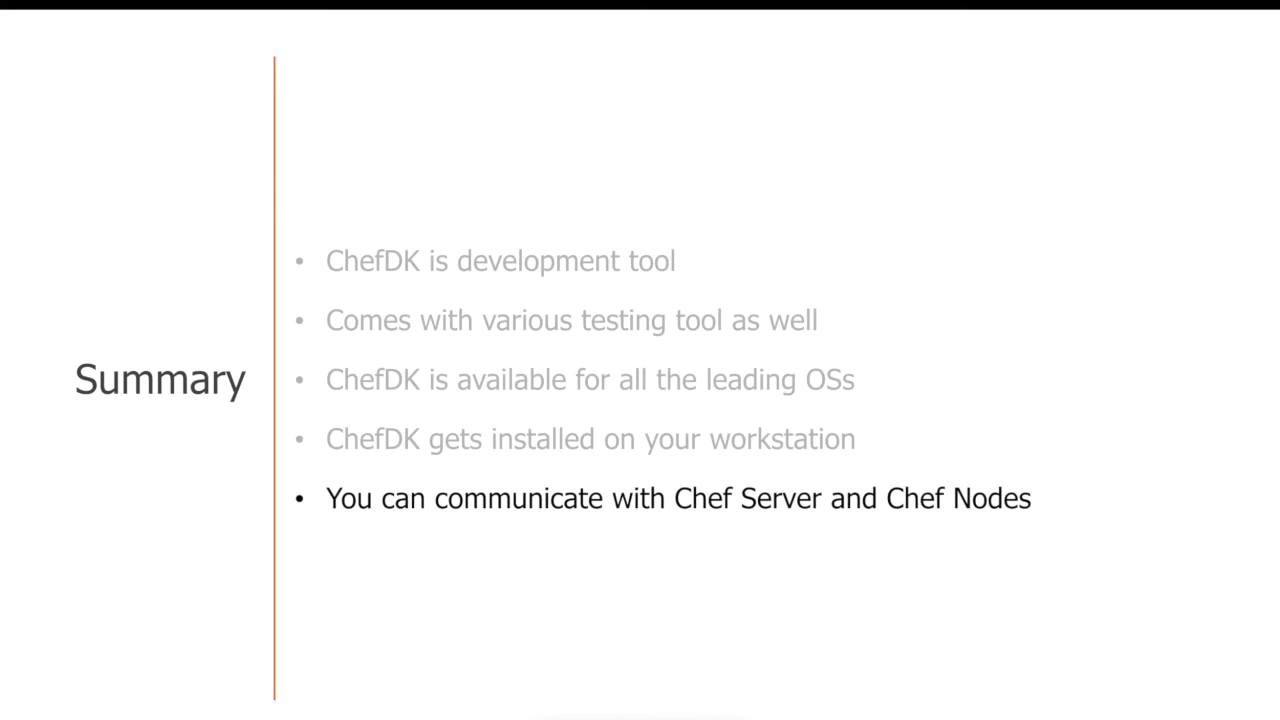 Summary
• ChefDK is development tool
• Comes with various testing tool as well
• ChefDK is available for all the leading OSs
• ChefDK gets installed on your workstation
• You can communicate with Chef Server and Chef Nodes